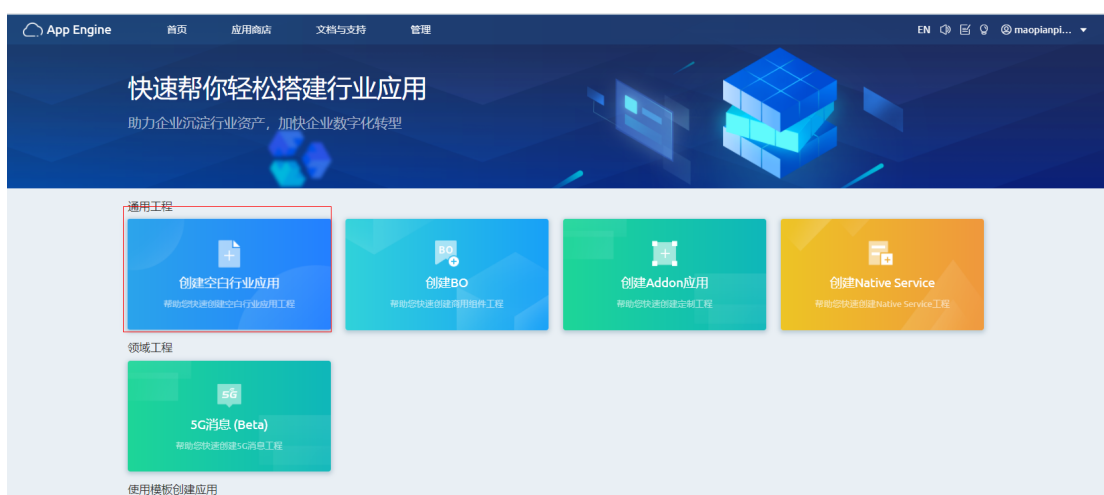 App Engine 首页 应用商店 文档与支持 管理 EN maopianpi...
快速帮你轻松搭建行业应用
助力企业沉淀行业资产，加快企业数字化转型
通用工程
创建空白行业应用
帮助您快速创建空白行业应用工程
BO
创建BO
帮助您快速创建商用组件工程
创建Addon应用
帮助您快速创建定制工程
创建Native Service
帮助您快速创建Native Service工程
领域工程
5G
5G消息 (Beta)
帮助您快速创建5G消息工程
使用模板创建应用